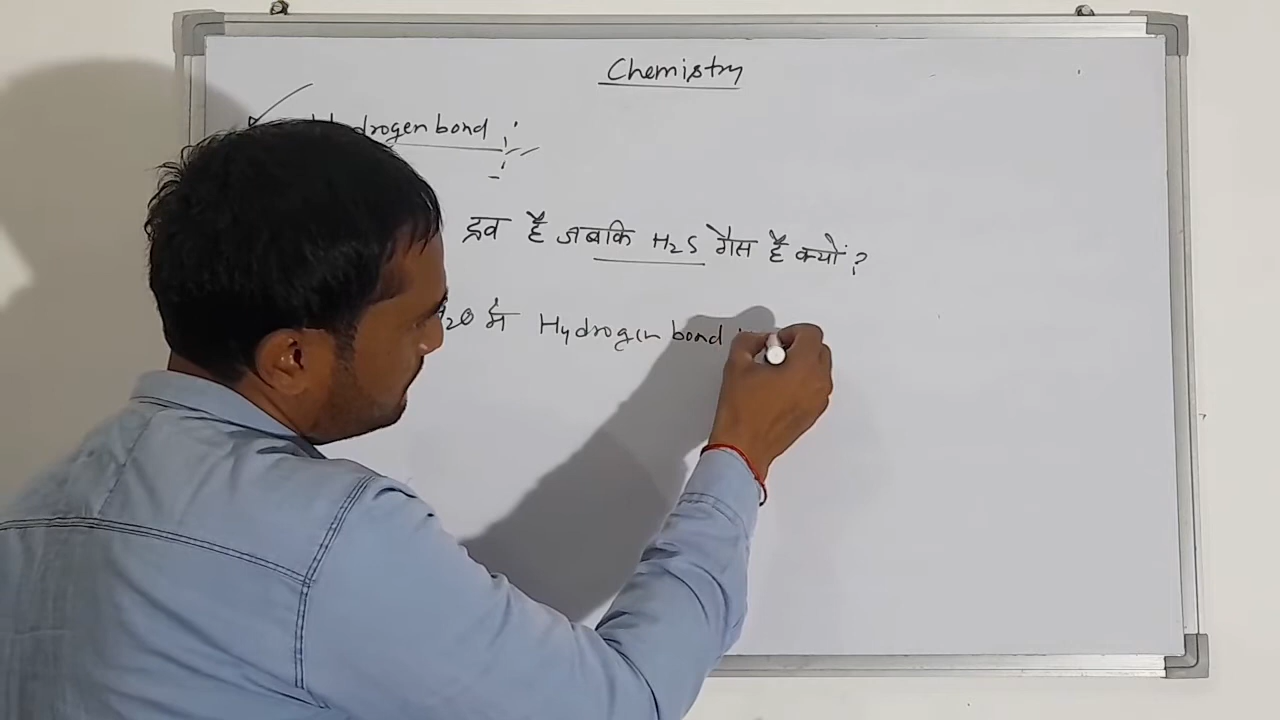 Chemistry
Hydrogen bond
द्रव है जबकि H2S गैस है क्यों ?
H2O में Hydrogen bond